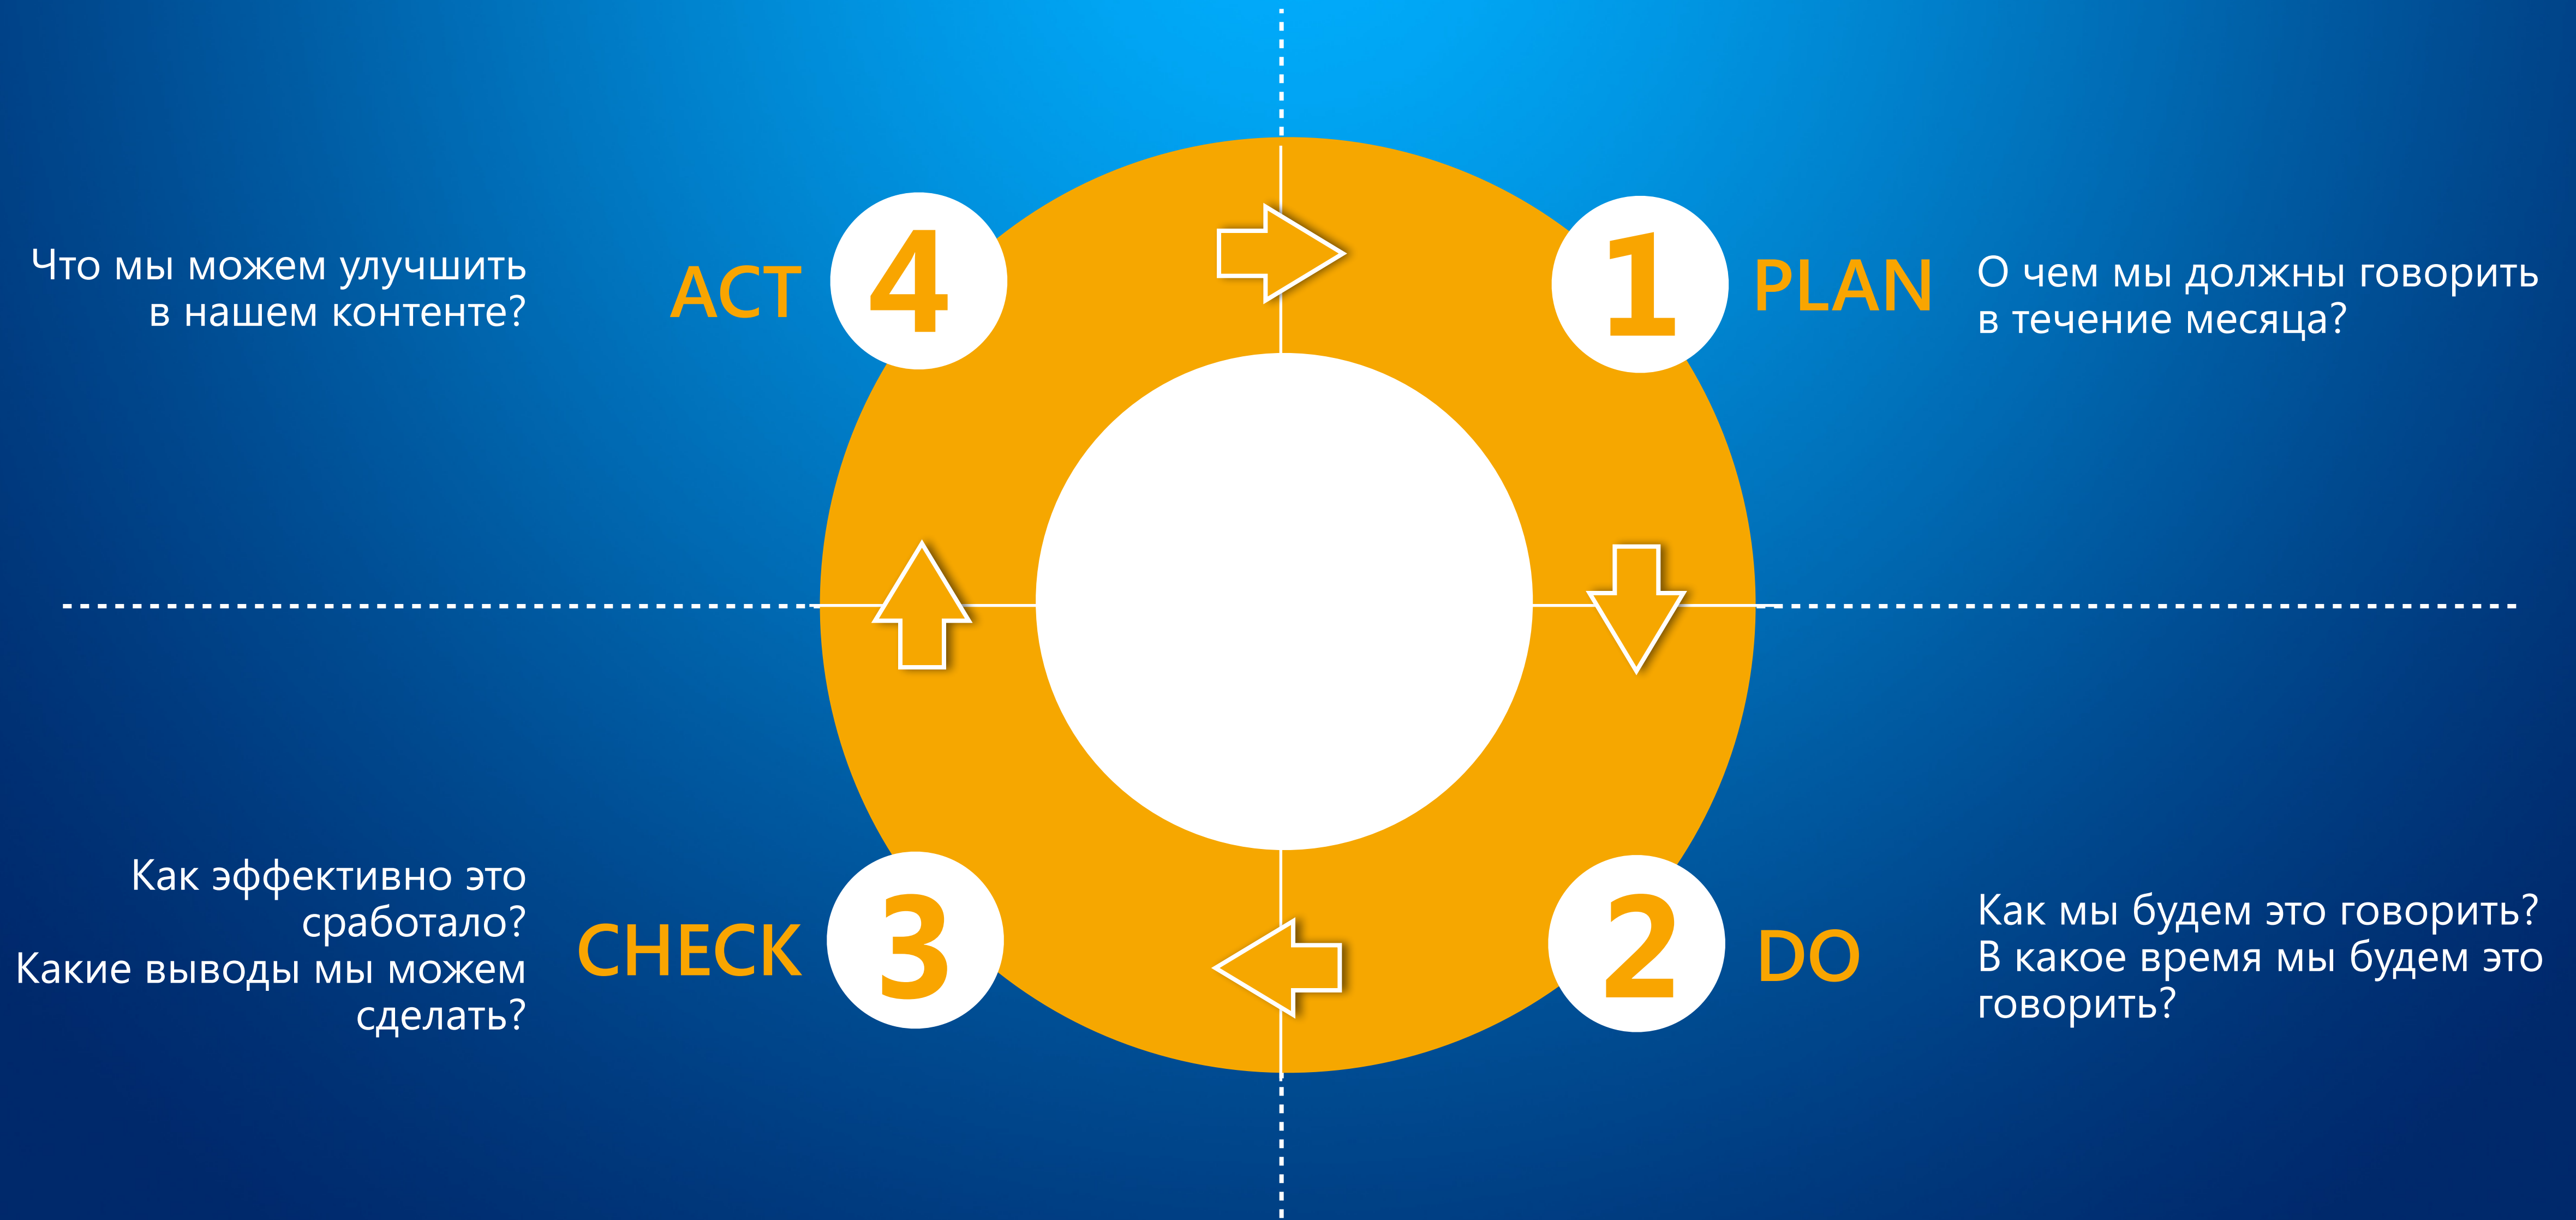 4
ACT
Что мы можем улучшить
в нашем контенте?
1
PLAN
О чем мы должны говорить
в течение месяца?
Как эффективно это
сработало?
Какие выводы мы можем
сделать?
CHECK
3
2
DO
Как мы будем это говорить?
В какое время мы будем это
говорить?